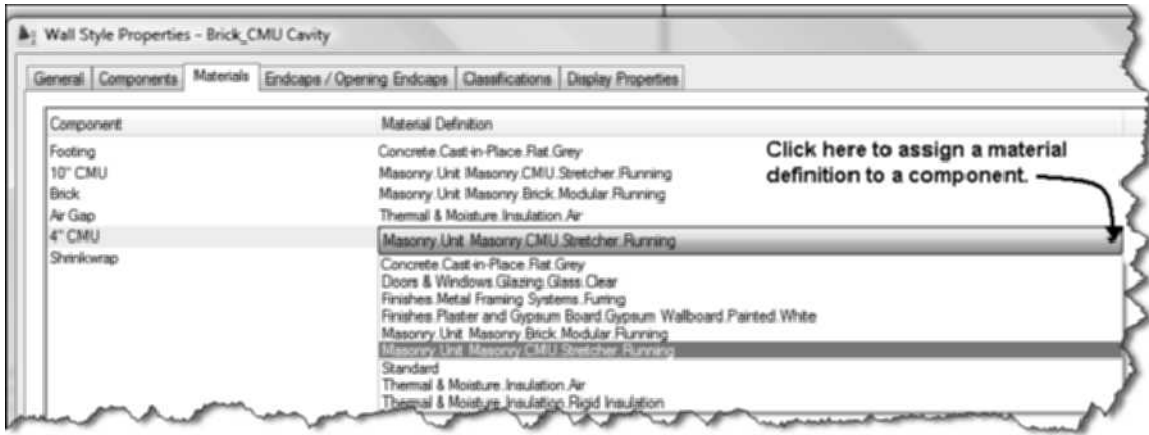 Wall Style Properties - Brick_CMU Cavity
General Components Materials Endcaps / Opening Endcaps Classifications Display Properties
Component Material Definition
Footing Concrete.Cast-in-Place.Flat.Grey
10" CMU Masonry.Unit Masonry.CMU.Stretcher.Running
Brick Masonry.Unit Masonry.Brick.Modular.Running
Air Gap Thermal & Moisture.Insulation.Air
4" CMU Masonry.Unit Masonry.CMU.Stretcher.Running
Shrinkwrap
Click here to assign a material
definition to a component.
Concrete.Cast-in-Place.Flat.Grey
Doors & Windows.Glazing.Glass.Clear
Finishes.Metal Framing Systems.Furring
Finishes.Plaster and Gypsum Board.Gypsum Wallboard.Painted.White
Masonry.Unit Masonry.Brick.Modular.Running
Masonry.Unit Masonry.CMU.Stretcher.Running
Standard
Thermal & Moisture.Insulation.Air
Thermal & Moisture.Insulation.Rigid Insulation